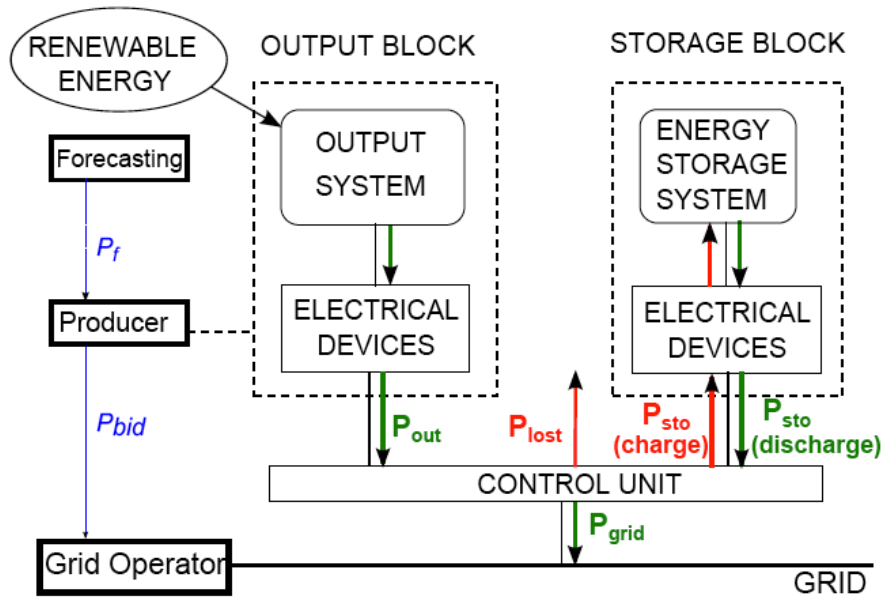 RENEWABLE
ENERGY
OUTPUT BLOCK
STORAGE BLOCK
OUTPUT
SYSTEM
ENERGY
STORAGE
SYSTEM
Forecasting
P_f
Producer
ELECTRICAL
DEVICES
ELECTRICAL
DEVICES
P_bid
P_out
P_lost
P_sto
(charge)
P_sto
(discharge)
CONTROL UNIT
P_grid
Grid Operator
GRID